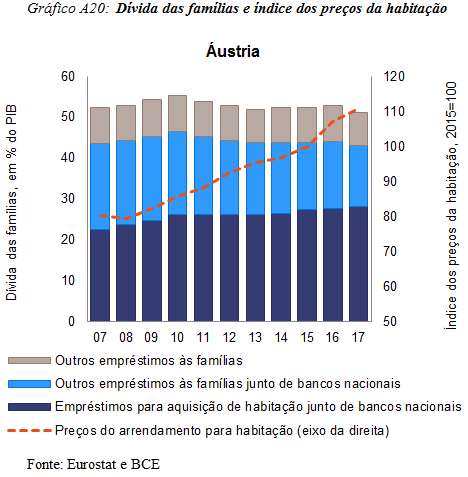 Gráfico A20: Dívida das famílias e índice dos preços da habitação
Áustria
Dívida das famílias, em % do PIB
60
50
40
30
20
10
0
120
110
100
90
80
70
60
50
Índice dos preços da habitação, 2015=100
07 08 09 10 11 12 13 14 15 16 17
Outros empréstimos às famílias
Outros empréstimos às famílias junto de bancos nacionais
Empréstimos para aquisição de habitação junto de bancos nacionais
Preços do arrendamento para habitação (eixo da direita)
Fonte: Eurostat e BCE